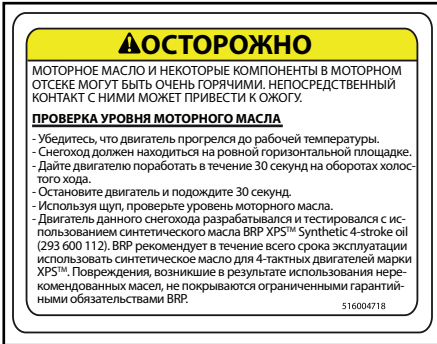 ОСТОРОЖНО
МОТОРНОЕ МАСЛО И НЕКОТОРЫЕ КОМПОНЕНТЫ В МОТОРНОМ
ОТСЕКЕ МОГУТ БЫТЬ ОЧЕНЬ ГОРЯЧИМИ. НЕПОСРЕДСТВЕННЫЙ
КОНТАКТ С НИМИ МОЖЕТ ПРИВЕСТИ К ОЖОГУ.
ПРОВЕРКА УРОВНЯ МОТОРНОГО МАСЛА
- Убедитесь, что двигатель прогрелся до рабочей температуры.
- Снегоход должен находиться на ровной горизонтальной площадке.
- Дайте двигателю поработать в течение 30 секунд на оборотах холос-
того хода.
- Остановите двигатель и подождите 30 секунд.
- Используя щуп, проверьте уровень моторного масла.
- Двигатель данного снегохода разрабатывался и тестировался с ис-
пользованием синтетического масла BRP XPS™ Synthetic 4-stroke oil
(293 600 112). BRP рекомендует в течение всего срока эксплуатации
использовать синтетическое масло для 4-тактных двигателей марки
XPS™. Повреждения, возникшие в результате использования нере-
комендованных масел, не покрываются ограниченными гарантий-
ными обязательствами BRP.
516004718